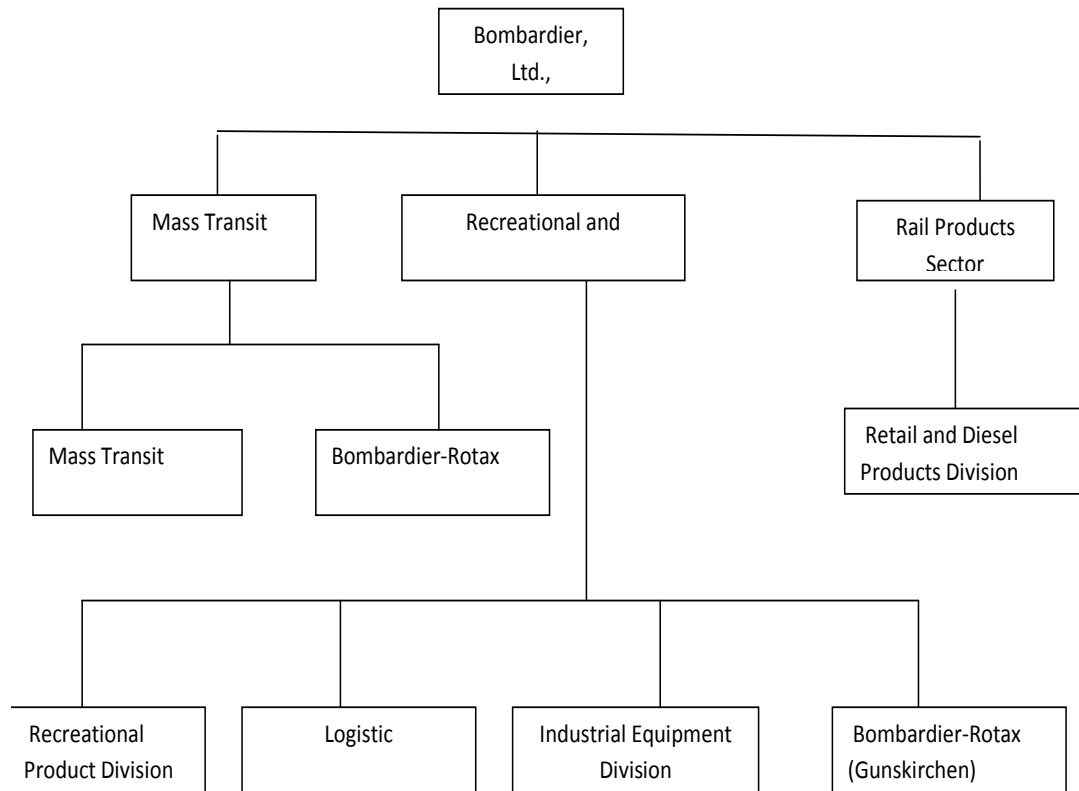 Bombardier,
Ltd.,
Mass Transit
Recreational and
Rail Products
Sector
Mass Transit
Bombardier-Rotax
Retail and Diesel
Products Division
Recreational
Product Division
Logistic
Industrial Equipment
Division
Bombardier-Rotax
(Gunskirchen)